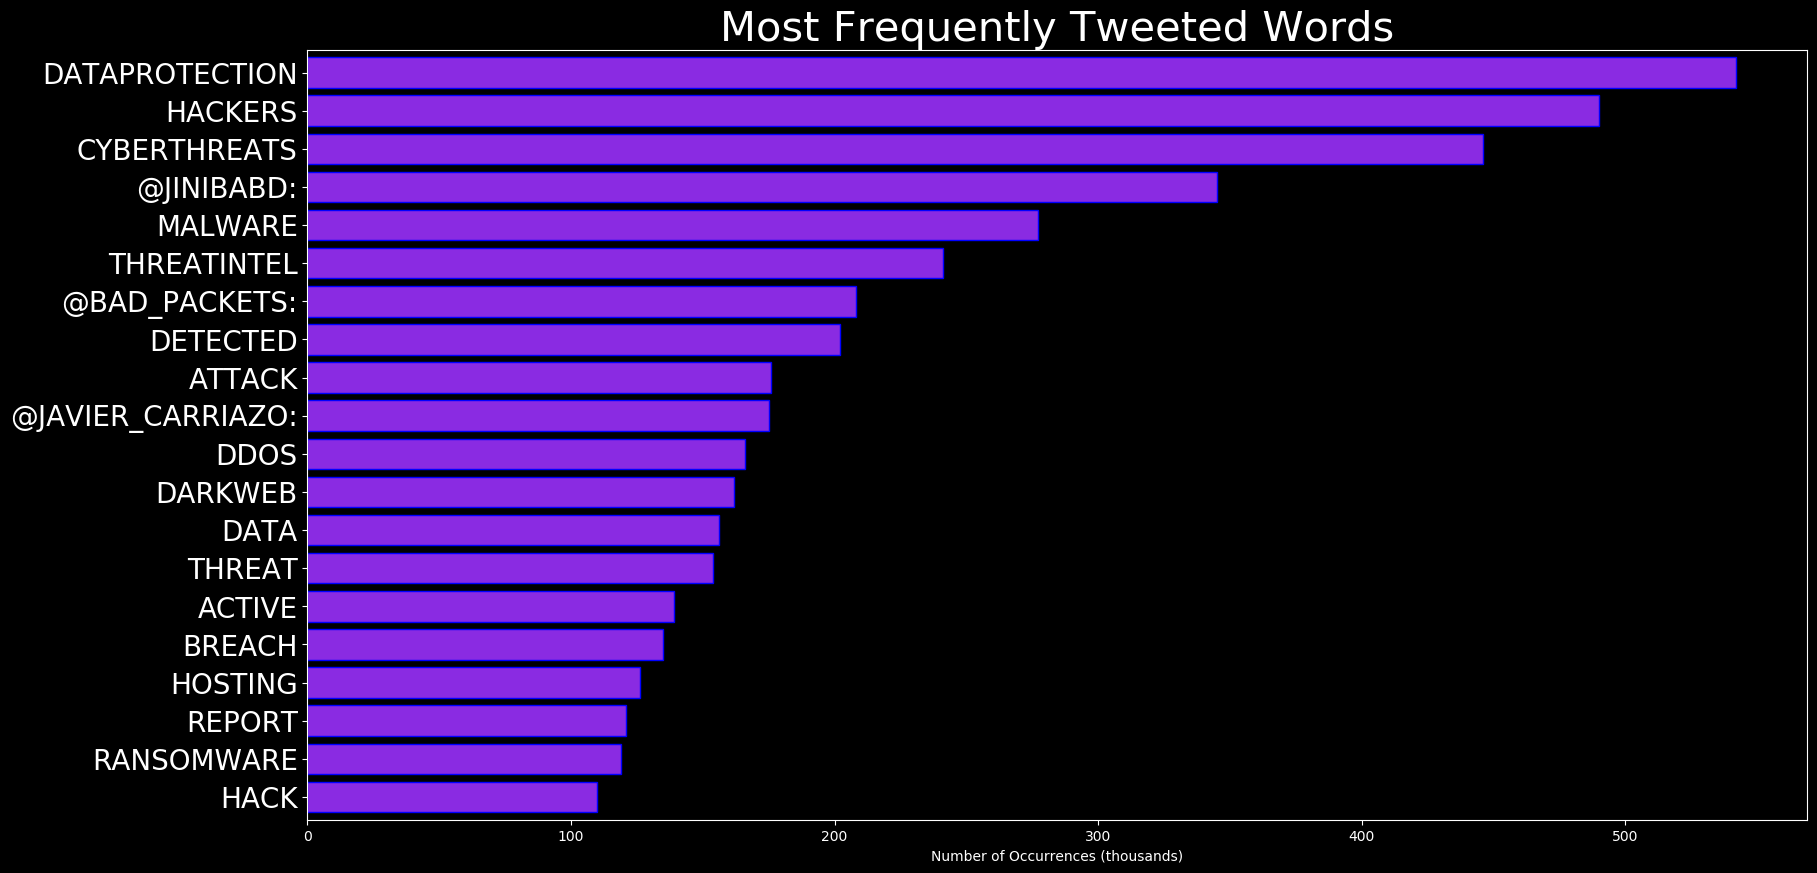 Most Frequently Tweeted Words
DATAPROTECTION
HACKERS
CYBERTHREATS
@JINIBABD:
MALWARE
THREATINTEL
@BAD_PACKETS:
DETECTED
ATTACK
@JAVIER_CARRIAZO:
DDOS
DARKWEB
DATA
THREAT
ACTIVE
BREACH
HOSTING
REPORT
RANSOMWARE
HACK
0 100 200 300 400 500
Number of Occurrences (thousands)